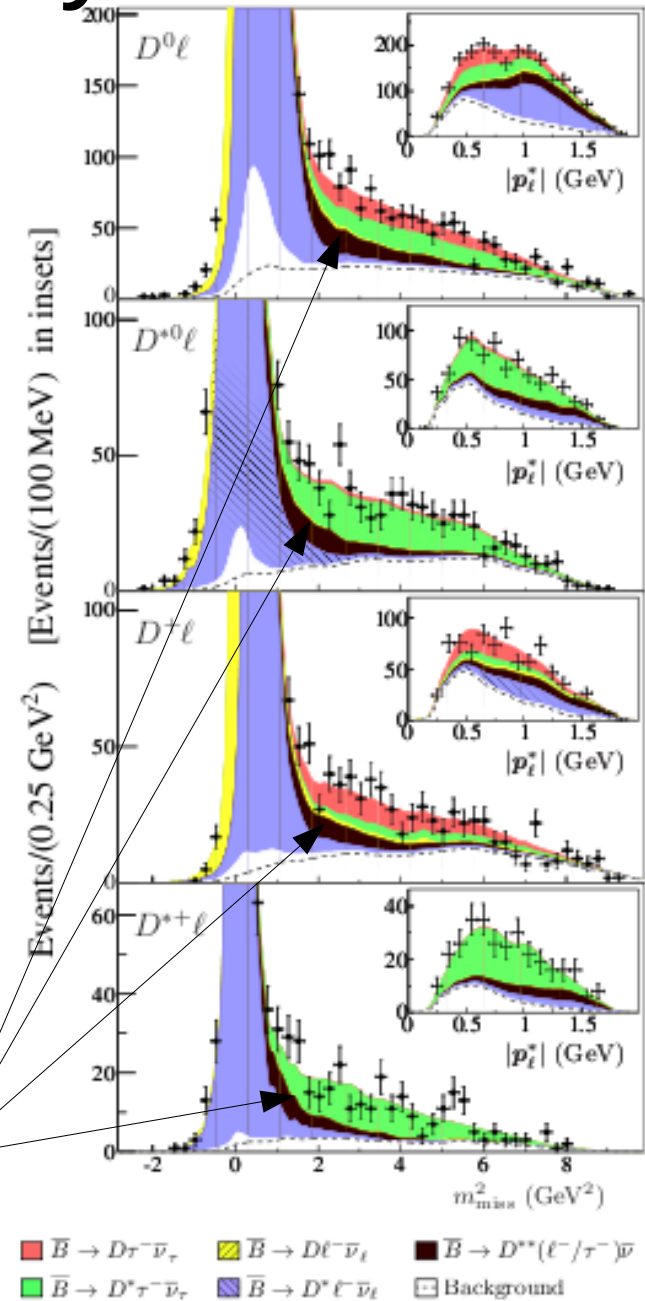 D⁰ℓ
200
150
100
50
0
200
100
0
0 0.5 1 1.5
|p*ℓ| (GeV)
D*⁰ℓ
100
50
0
100
50
0
0 0.5 1 1.5
|p*ℓ| (GeV)
D⁺ℓ
100
50
0
100
50
0
0 0.5 1 1.5
|p*ℓ| (GeV)
D*⁺ℓ
60
40
20
0
40
20
0
0 0.5 1 1.5
|p*ℓ| (GeV)
Events/(0.25 GeV²) [Events/(100 MeV) in insets]
-2 0 2 4 6 8
m²miss (GeV²)
B̄ → Dτ⁻ν̄τ B̄ → Dℓ⁻ν̄ℓ B̄ → D**(ℓ⁻/τ⁻)ν̄
B̄ → D*τ⁻ν̄τ B̄ → D*ℓ⁻ν̄ℓ Background